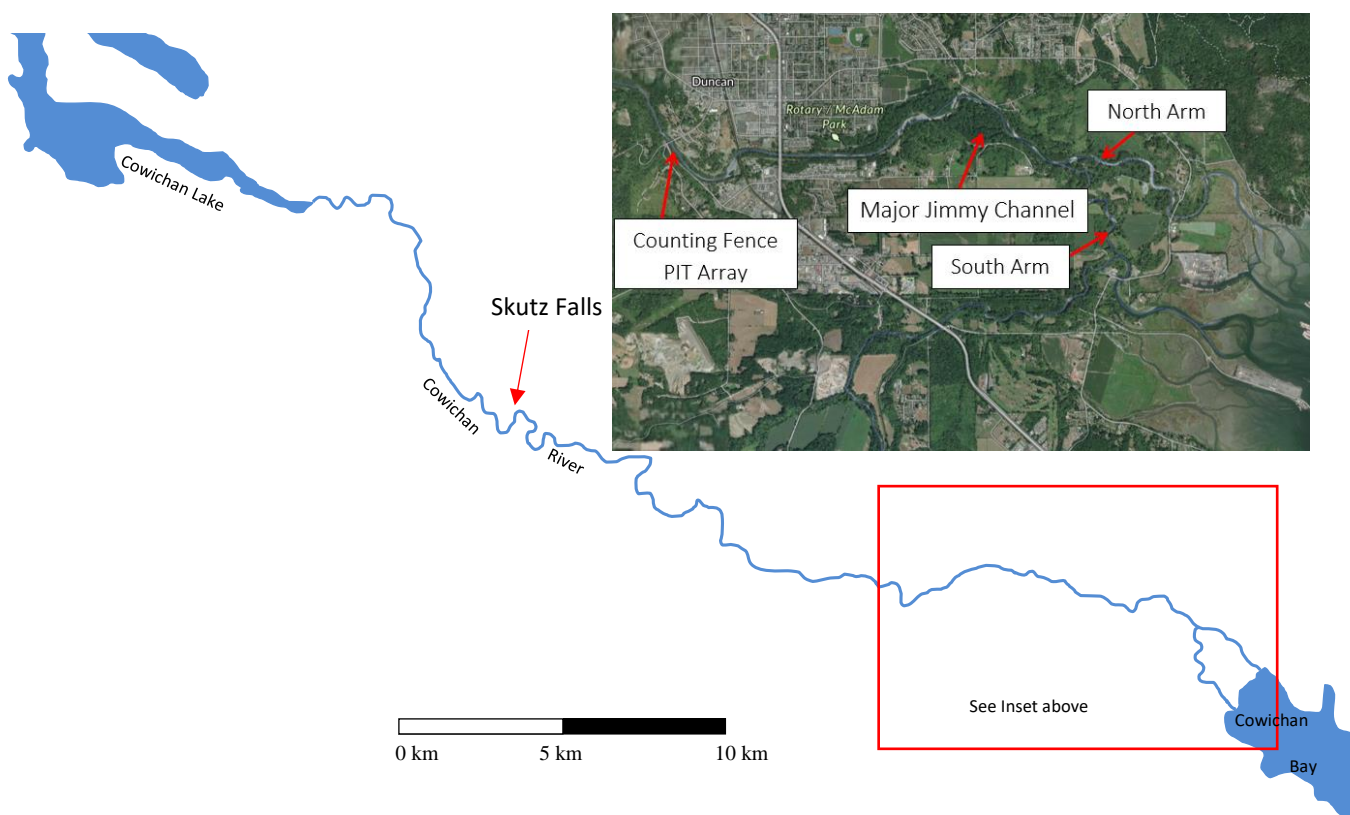 Duncan
Rotary / McAdam
Park
North Arm
Major Jimmy Channel
Counting Fence
PIT Array
South Arm
Cowichan Lake
Skutz Falls
Cowichan
River
See Inset above
Cowichan
Bay
0 km
5 km
10 km